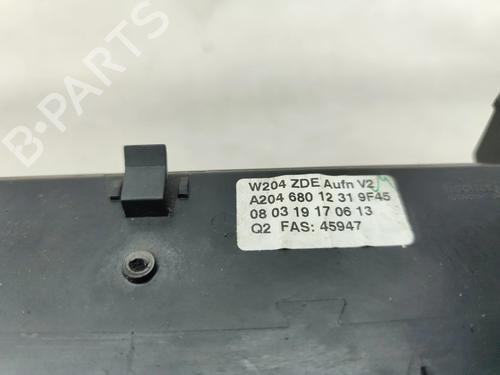 B-PARTS
W204 ZDE Aufn V2
A204 680 12 31 9F45
08 03 19 17 06 13
Q2 FAS: 45947